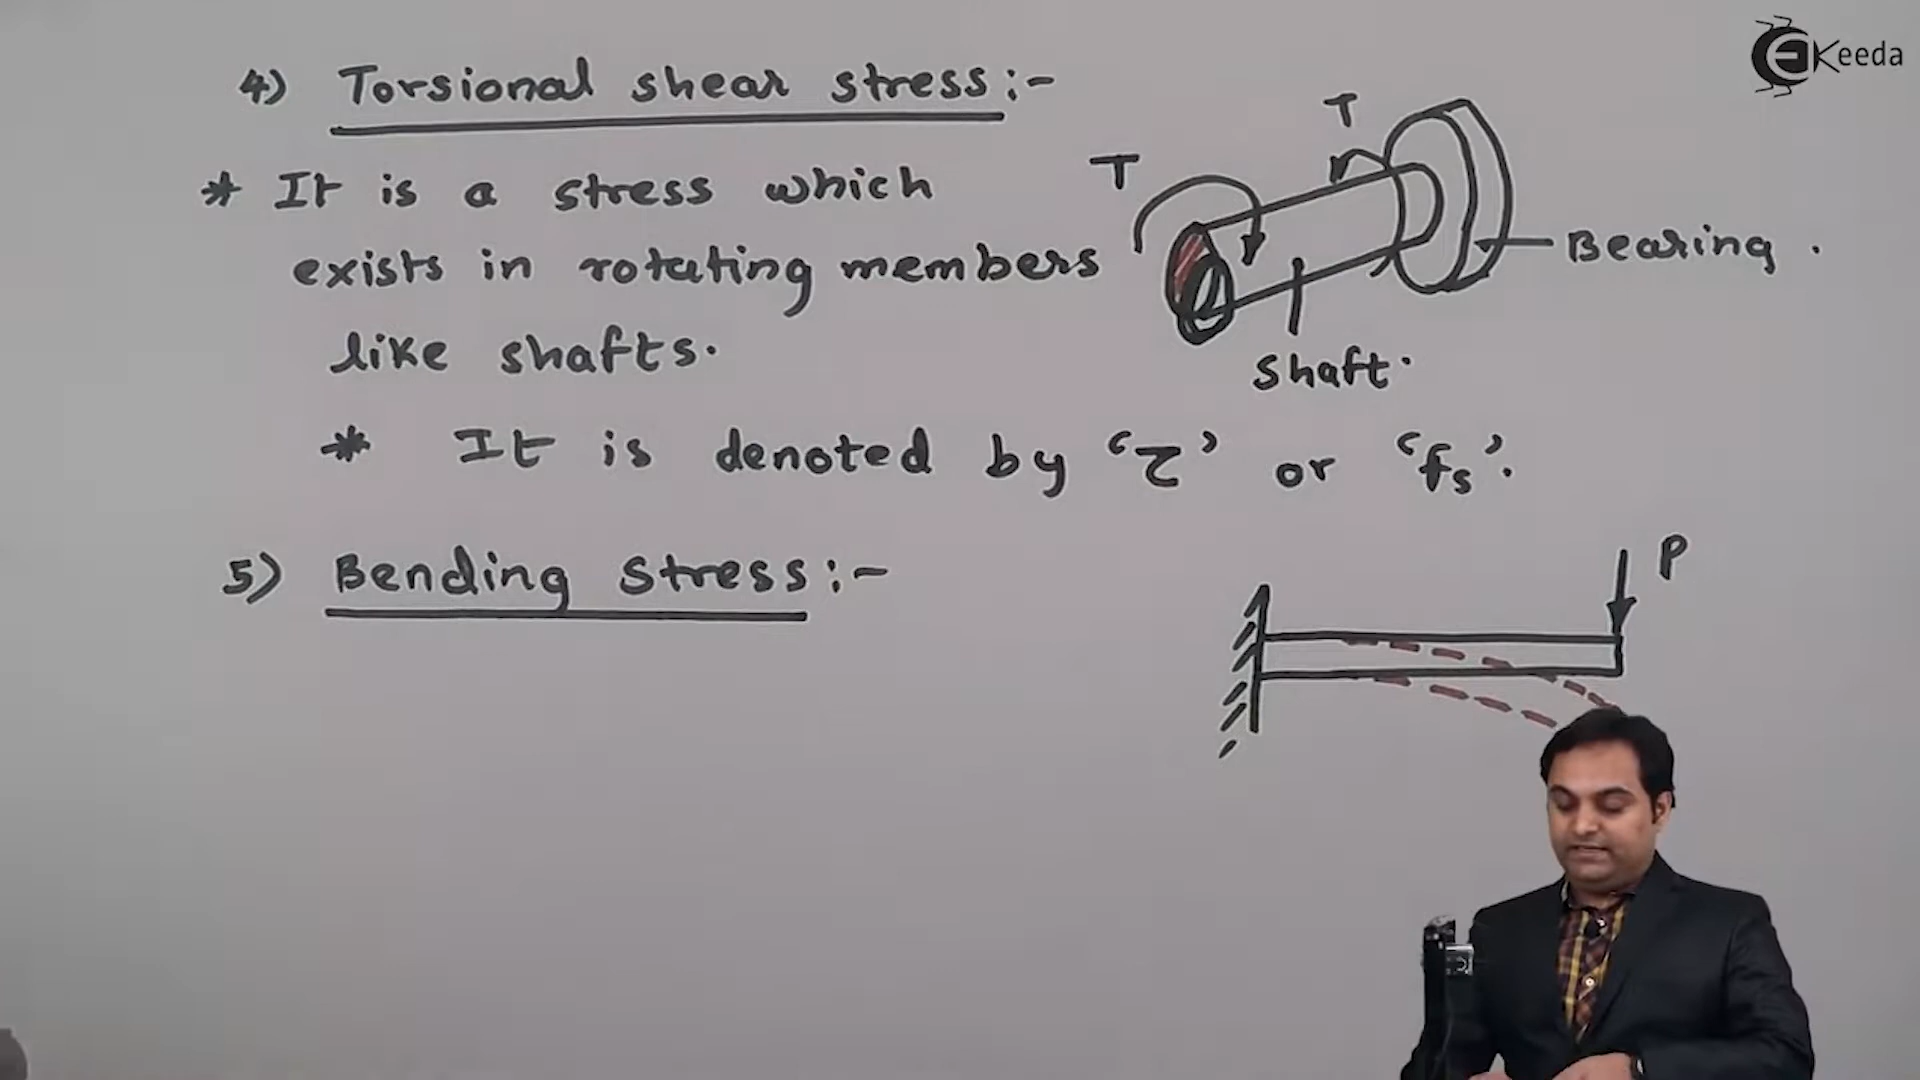 EKeeda
4) Torsional shear stress:-
* It is a stress which
exists in rotating members
like shafts.
T
T
Bearing.
Shaft.
* It is denoted by 'τ' or 'fs'.
5) Bending stress:-
P